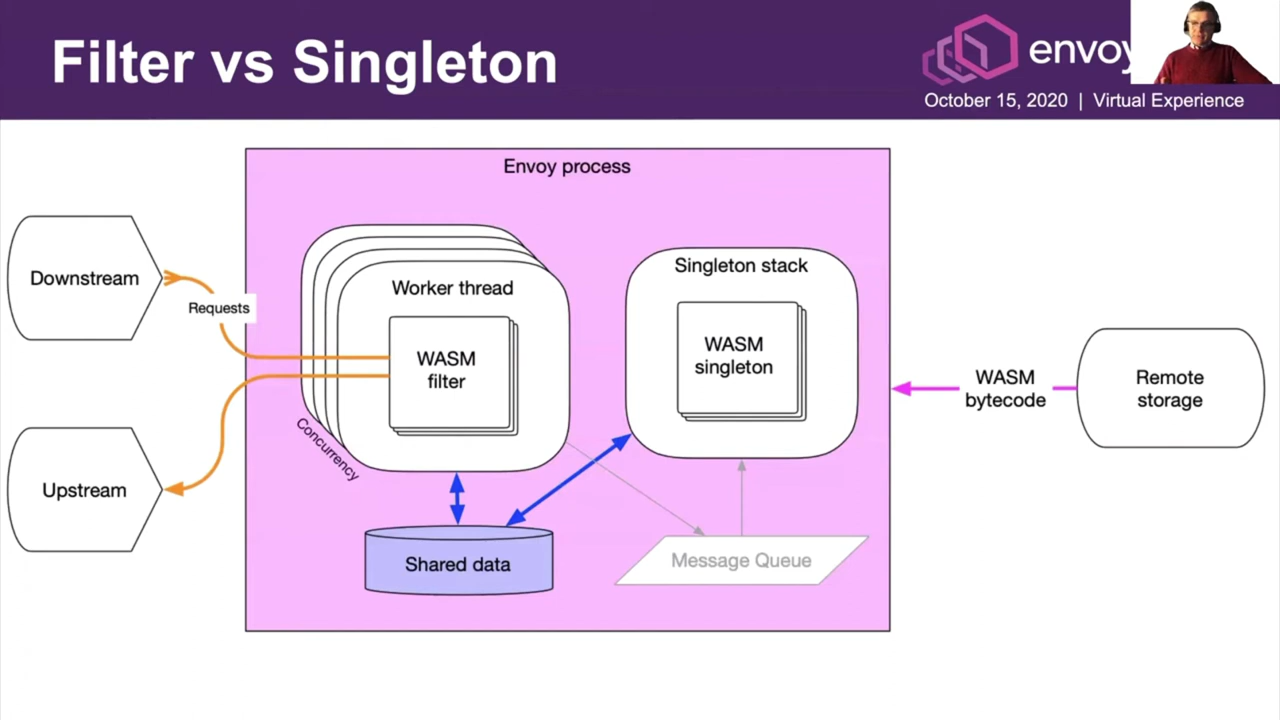 Filter vs Singleton
envoy
October 15, 2020 | Virtual Experience
Envoy process
Downstream
Requests
Upstream
Worker thread
WASM
filter
Concurrency
Singleton stack
WASM
singleton
WASM
bytecode
Remote
storage
Shared data
Message Queue